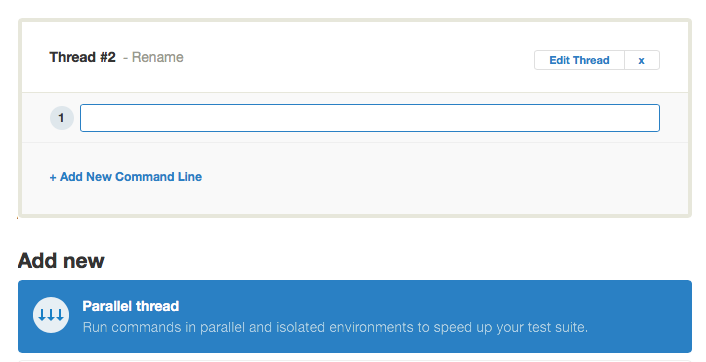 Thread #2 - Rename
Edit Thread x
1
+ Add New Command Line
Add new
Parallel thread
Run commands in parallel and isolated environments to speed up your test suite.